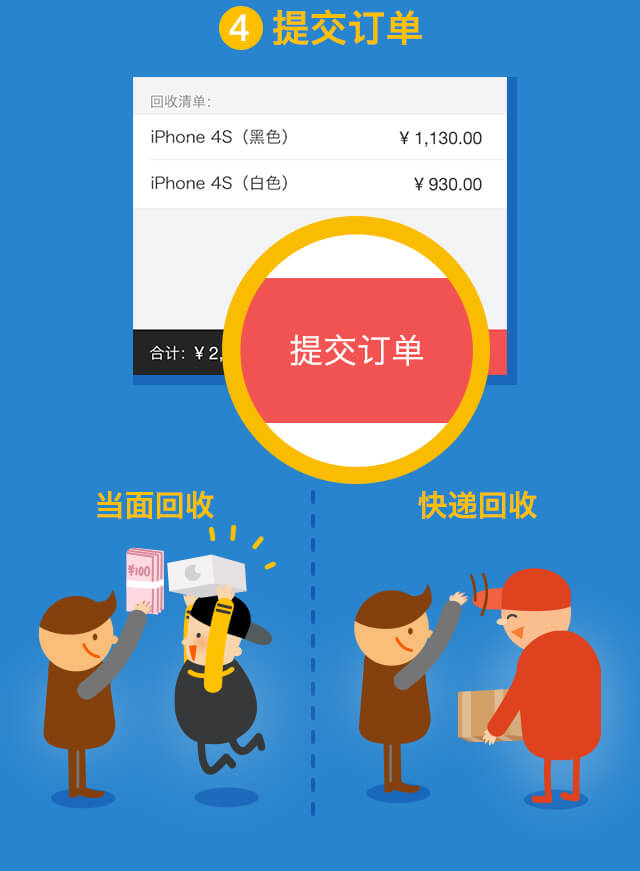 4 提交订单
回收清单:
iPhone 4S（黑色） ¥ 1,130.00
iPhone 4S（白色） ¥ 930.00
合计: ¥ 2,
提交订单
当面回收 快递回收
¥100